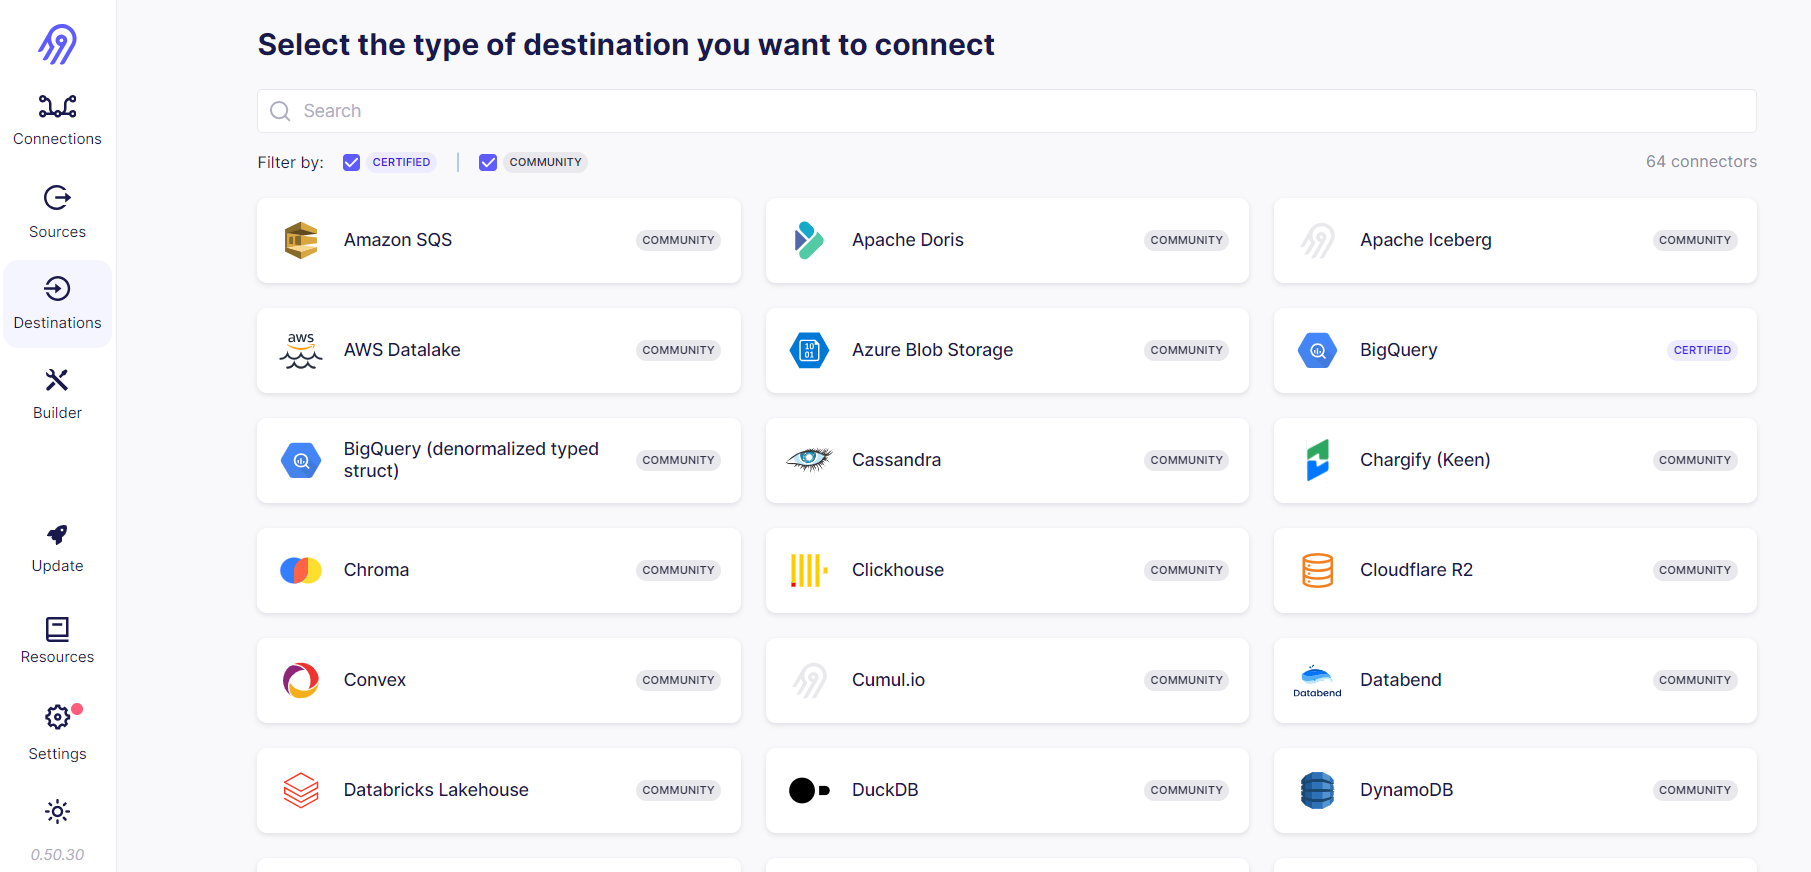 Select the type of destination you want to connect
Search
Filter by: CERTIFIED | COMMUNITY
64 connectors
Connections
Sources
Destinations
Builder
Update
Resources
Settings
0.50.30
Amazon SQS COMMUNITY
Apache Doris COMMUNITY
Apache Iceberg COMMUNITY
aws
AWS Datalake COMMUNITY
10
01
Azure Blob Storage COMMUNITY
BigQuery CERTIFIED
BigQuery (denormalized typed
struct) COMMUNITY
Cassandra COMMUNITY
Chargify (Keen) COMMUNITY
Chroma COMMUNITY
Clickhouse COMMUNITY
Cloudflare R2 COMMUNITY
Convex COMMUNITY
Cumul.io COMMUNITY
Databend
Databend COMMUNITY
Databricks Lakehouse COMMUNITY
DuckDB COMMUNITY
DynamoDB COMMUNITY